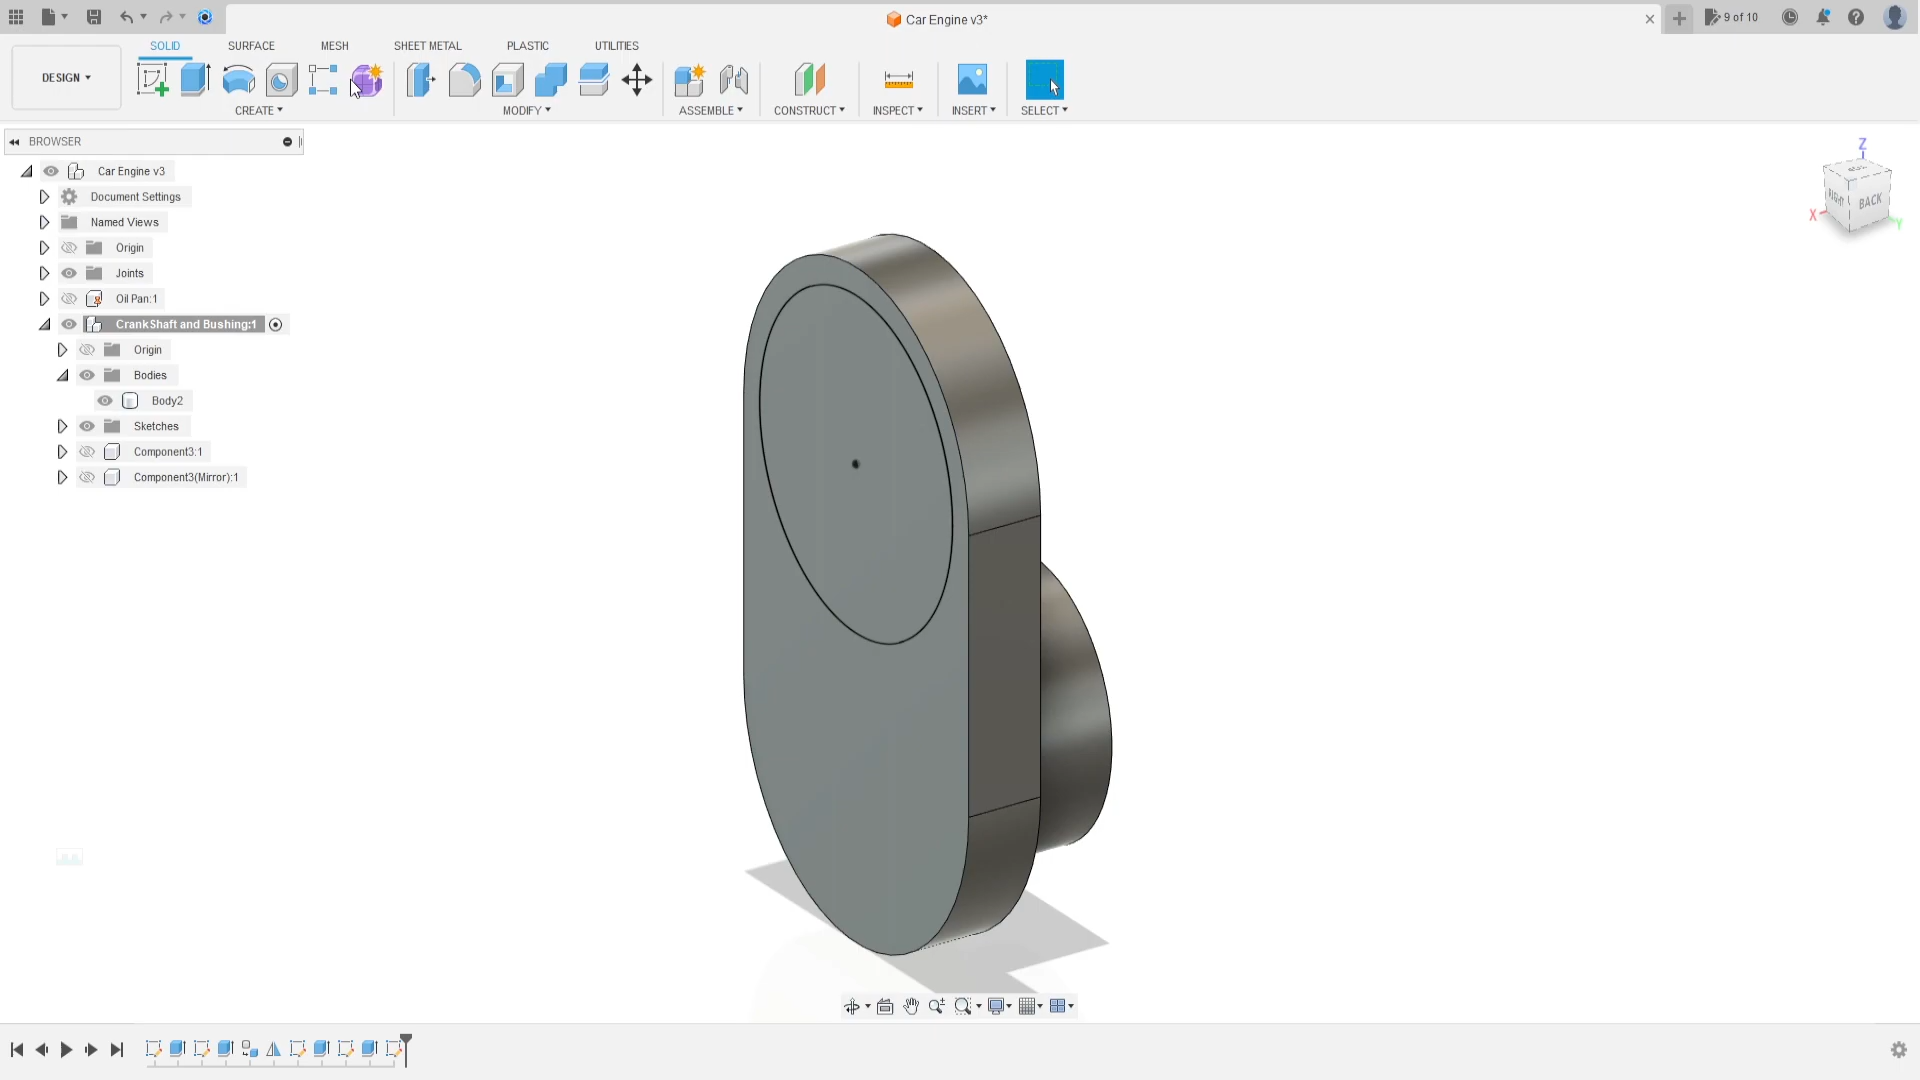 Car Engine v3*
9 of 10
SOLID
SURFACE
MESH
SHEET METAL
PLASTIC
UTILITIES
DESIGN
CREATE
MODIFY
ASSEMBLE
CONSTRUCT
INSPECT
INSERT
SELECT
BROWSER
Car Engine v3
Document Settings
Named Views
Origin
Joints
Oil Pan:1
CrankShaft and Bushing:1
Origin
Bodies
Body2
Sketches
Component3:1
Component3(Mirror):1
Z
RIGHT
BACK
X
Y